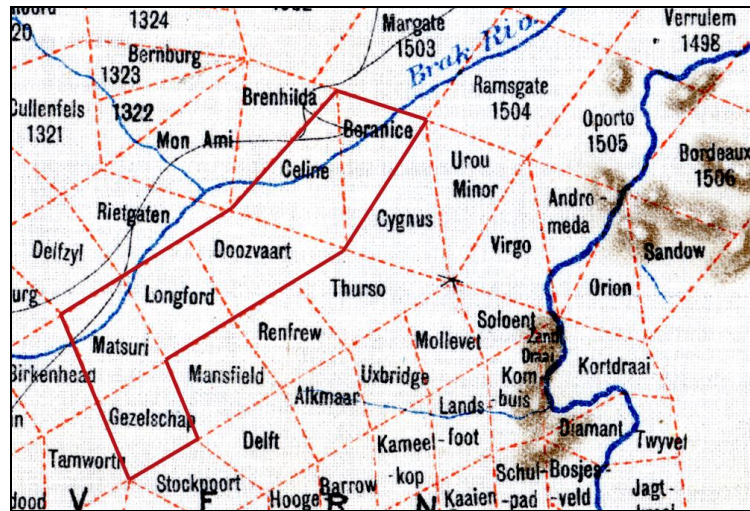 1324
Margate
1503
Verrulem
1498
Brak Riv.
Bernburg
1323
1322
Cullenfels
1321
Brenhilda
Ramsgate
1504
Oporto
1505
Bordeaux
1506
Mon Ami
Beranice
Celine
Urou
Minor
Andro-
meda
Rietgaten
Cygnus
Virgo
Delfzyl
Doozvaart
Sandow
Thurso
Orion
Longford
Soloent
Matsuri
Renfrew
Mollevet
Zand
Draai
Kortdraai
Birkenhead
Mansfield
Uxbridge
Kom
-buis
Alkmaar
Lands
-foot
Gezelschap
Diamant
Twyvel
Delft
Kameel
-kop
Tamworth
Stockpoort
Schul-
-pad
Bosjes-
-veld
Jagt-
Hooge
Barrow
Kaaien
V F R N